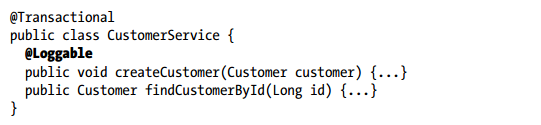 @Transactional
public class CustomerService {
@Loggable
public void createCustomer(Customer customer) {...}
public Customer findCustomerById(Long id) {...}
}